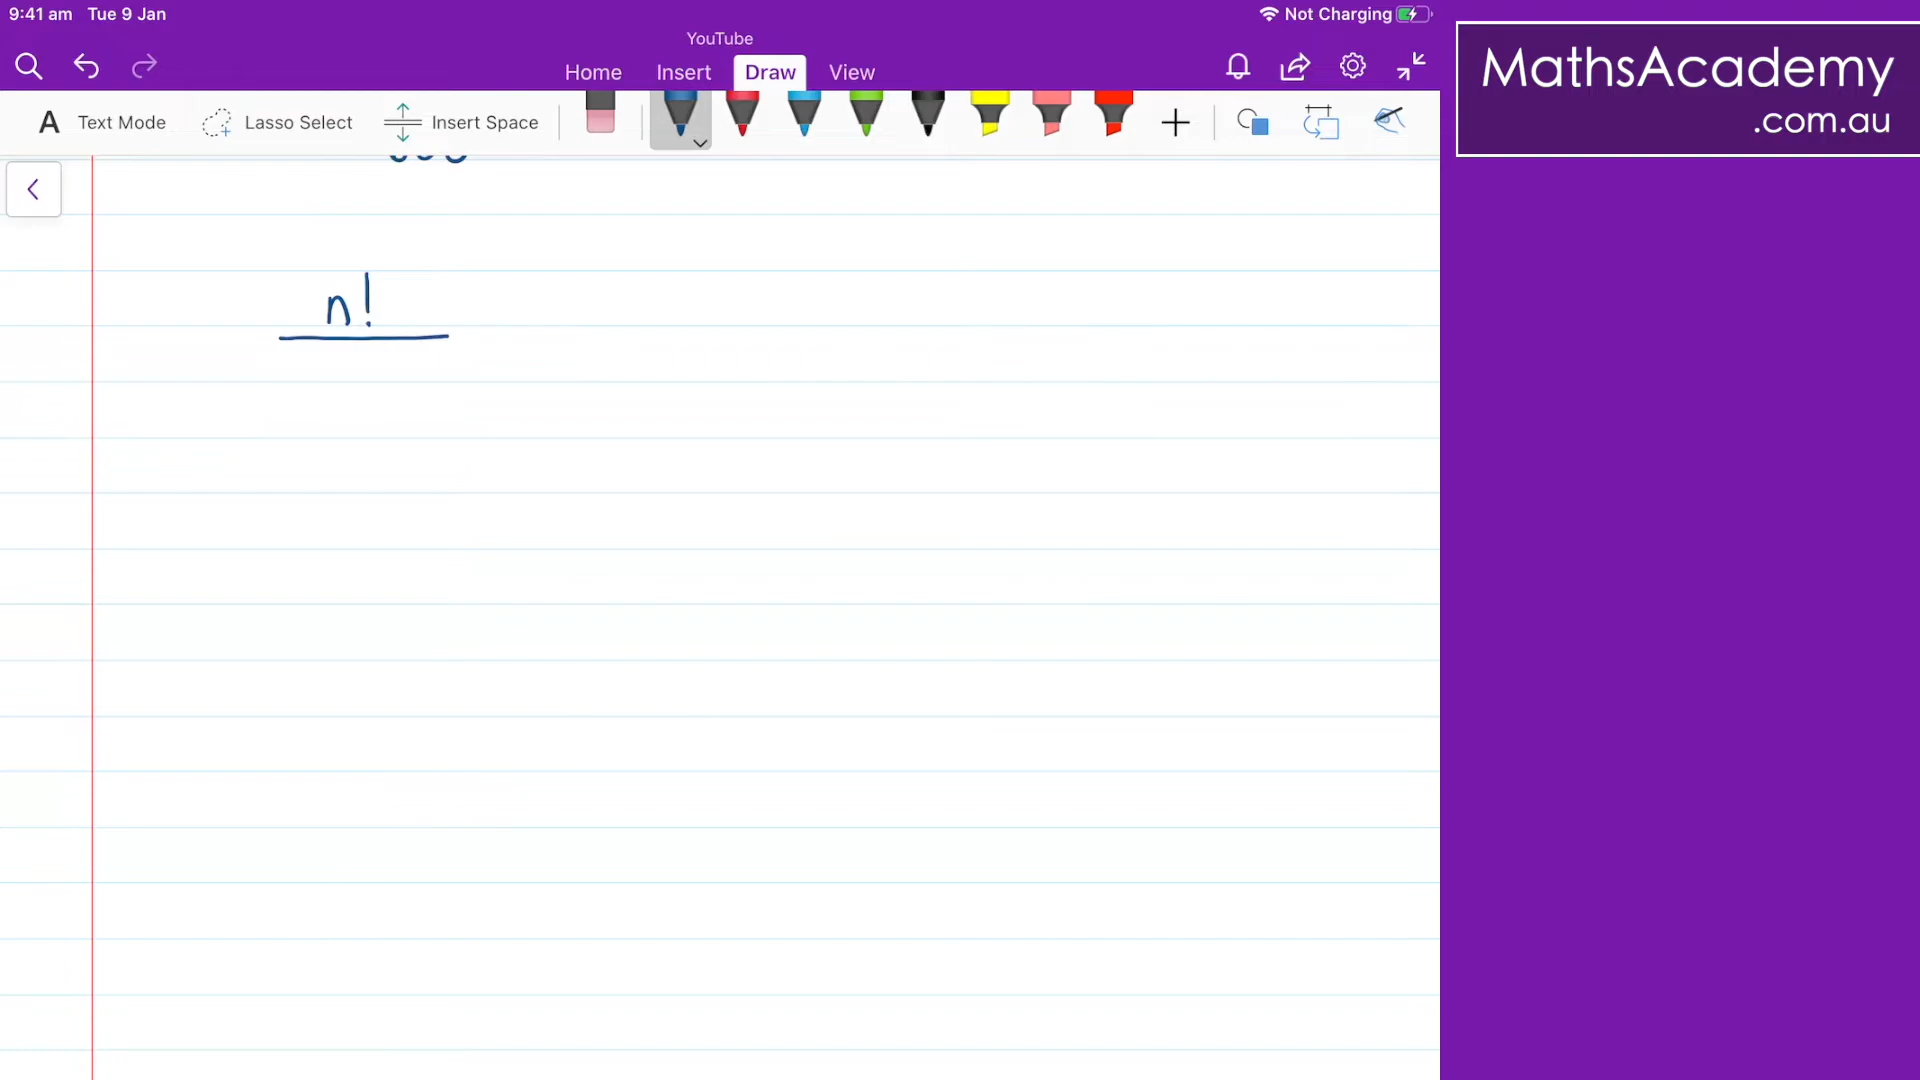 9:41 am Tue 9 Jan Not Charging
YouTube
Home Insert Draw View
A Text Mode Lasso Select Insert Space
MathsAcademy
.com.au
n!